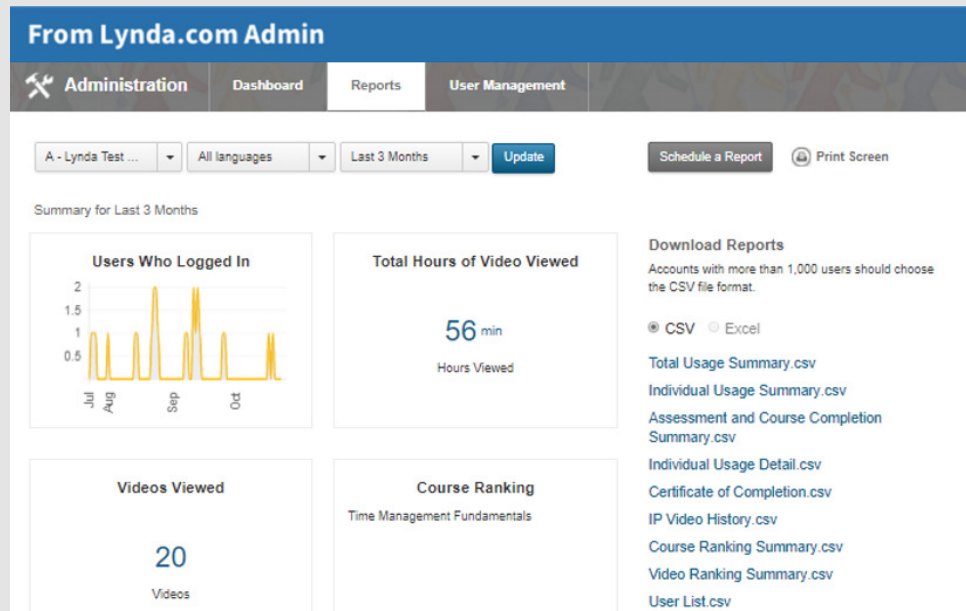 From Lynda.com Admin
Administration
Dashboard
Reports
User Management
A - Lynda Test ...
All languages
Last 3 Months
Update
Schedule a Report
Print Screen
Summary for Last 3 Months
Users Who Logged In
2
1.5
1
0.5
Jul
Aug
Sep
Oct
Total Hours of Video Viewed
56 min
Hours Viewed
Videos Viewed
20
Videos
Course Ranking
Time Management Fundamentals
Download Reports
Accounts with more than 1,000 users should choose
the CSV file format.
CSV
Excel
Total Usage Summary.csv
Individual Usage Summary.csv
Assessment and Course Completion
Summary.csv
Individual Usage Detail.csv
Certificate of Completion.csv
IP Video History.csv
Course Ranking Summary.csv
Video Ranking Summary.csv
User List.csv